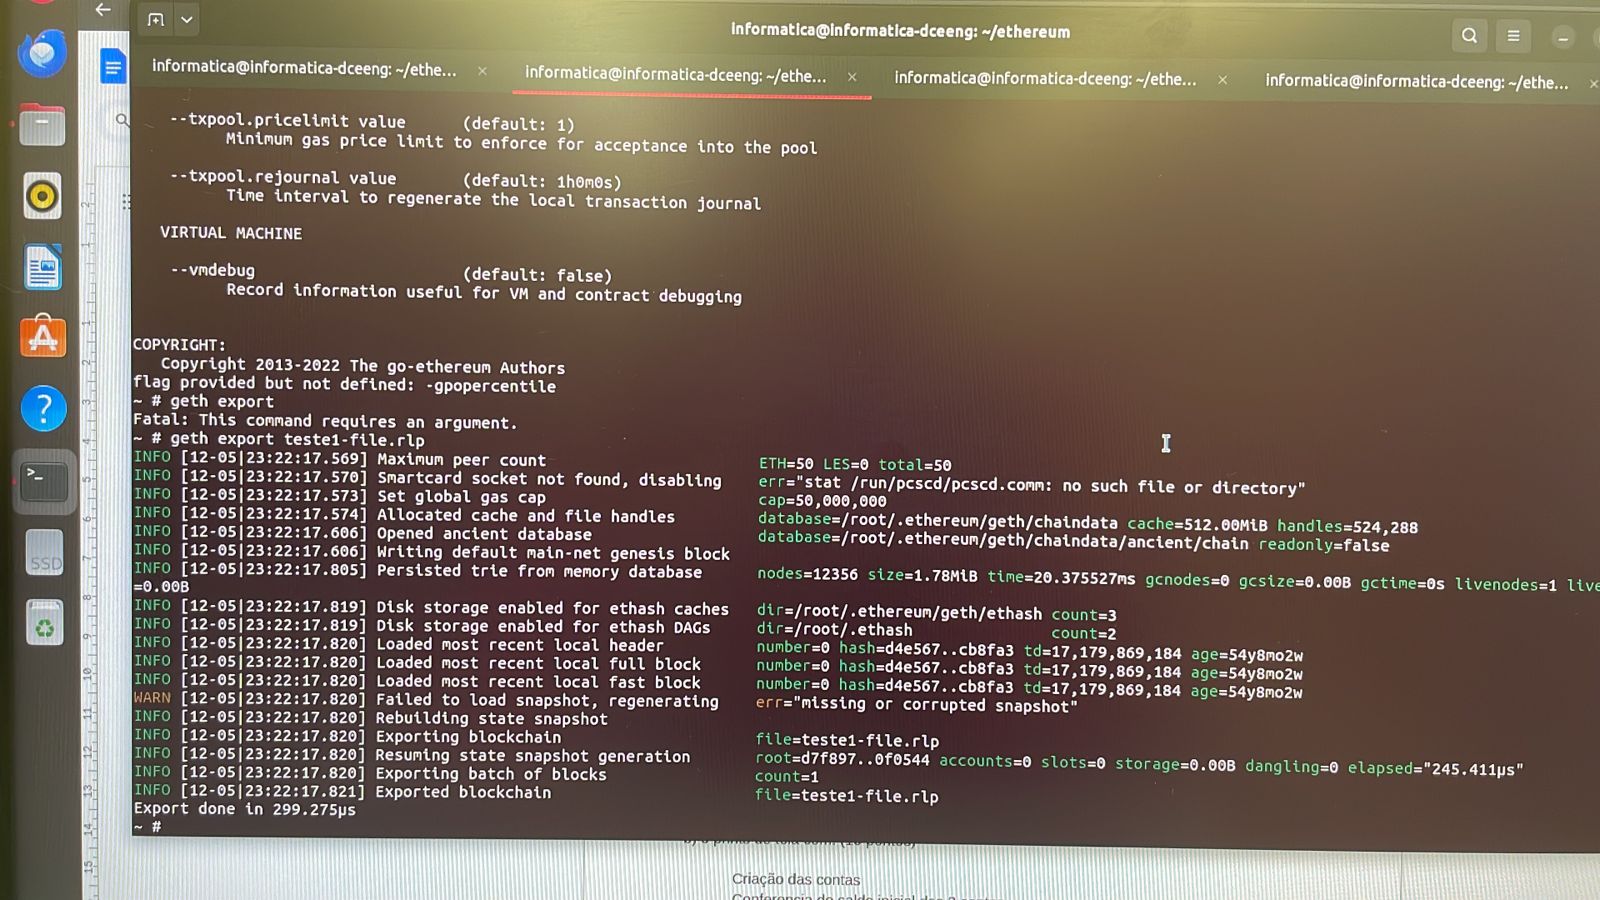 informatica@informatica-dceeng: ~/ethereum
informatica@informatica-dceeng: ~/ethe... × informatica@informatica-dceeng: ~/ethe... × informatica@informatica-dceeng: ~/ethe... × informatica@informatica-dceeng: ~/ethe... ×
--txpool.pricelimit value (default: 1)
Minimum gas price limit to enforce for acceptance into the pool
--txpool.rejournal value (default: 1h0m0s)
Time interval to regenerate the local transaction journal
VIRTUAL MACHINE
--vmdebug (default: false)
Record information useful for VM and contract debugging
COPYRIGHT:
Copyright 2013-2022 The go-ethereum Authors
flag provided but not defined: -gpopercentile
~ # geth export
Fatal: This command requires an argument.
~ # geth export teste1-file.rlp
INFO [12-05|23:22:17.569] Maximum peer count ETH=50 LES=0 total=50
INFO [12-05|23:22:17.570] Smartcard socket not found, disabling err="stat /run/pcscd/pcscd.comm: no such file or directory"
INFO [12-05|23:22:17.573] Set global gas cap cap=50,000,000
INFO [12-05|23:22:17.574] Allocated cache and file handles database=/root/.ethereum/geth/chaindata cache=512.00MiB handles=524,288
INFO [12-05|23:22:17.606] Opened ancient database database=/root/.ethereum/geth/chaindata/ancient/chain readonly=false
INFO [12-05|23:22:17.606] Writing default main-net genesis block
INFO [12-05|23:22:17.805] Persisted trie from memory database nodes=12356 size=1.78MiB time=20.375527ms gcnodes=0 gcsize=0.00B gctime=0s livenodes=1 live
=0.00B
INFO [12-05|23:22:17.819] Disk storage enabled for ethash caches dir=/root/.ethereum/geth/ethash count=3
INFO [12-05|23:22:17.819] Disk storage enabled for ethash DAGs dir=/root/.ethash count=2
INFO [12-05|23:22:17.820] Loaded most recent local header number=0 hash=d4e567..cb8fa3 td=17,179,869,184 age=54y8mo2w
INFO [12-05|23:22:17.820] Loaded most recent local full block number=0 hash=d4e567..cb8fa3 td=17,179,869,184 age=54y8mo2w
INFO [12-05|23:22:17.820] Loaded most recent local fast block number=0 hash=d4e567..cb8fa3 td=17,179,869,184 age=54y8mo2w
WARN [12-05|23:22:17.820] Failed to load snapshot, regenerating err="missing or corrupted snapshot"
INFO [12-05|23:22:17.820] Rebuilding state snapshot
INFO [12-05|23:22:17.820] Exporting blockchain file=teste1-file.rlp
INFO [12-05|23:22:17.820] Resuming state snapshot generation root=d7f897..0f0544 accounts=0 slots=0 storage=0.00B dangling=0 elapsed="245.411µs"
INFO [12-05|23:22:17.820] Exporting batch of blocks count=1
INFO [12-05|23:22:17.821] Exported blockchain file=teste1-file.rlp
Export done in 299.275µs
~ #
Criação das contas
SSD